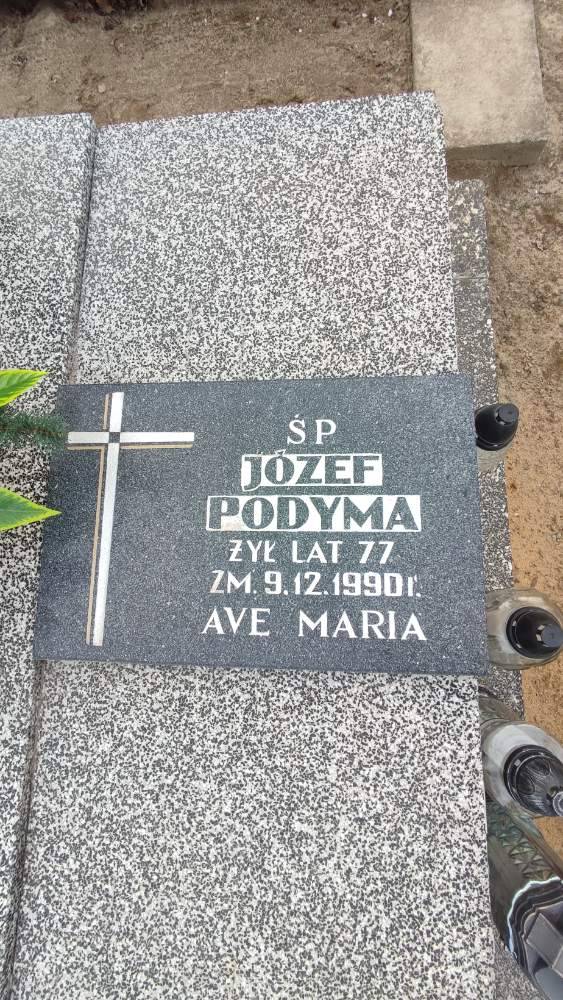 ŚP
JÓZEF
PODYMA
ŻYŁ LAT 77
ZM. 9.12.1990 r.
AVE MARIA